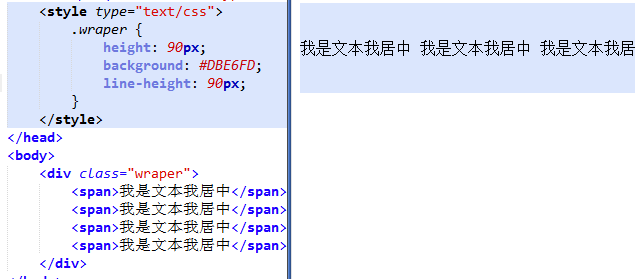 <style type="text/css">
.wraper {
height: 90px;
background: #DBE6FD;
line-height: 90px;
}
</style>
</head>
<body>
<div class="wraper">
<span>我是文本我居中</span>
<span>我是文本我居中</span>
<span>我是文本我居中</span>
<span>我是文本我居中</span>
</div>
我是文本我居中 我是文本我居中 我是文本我居